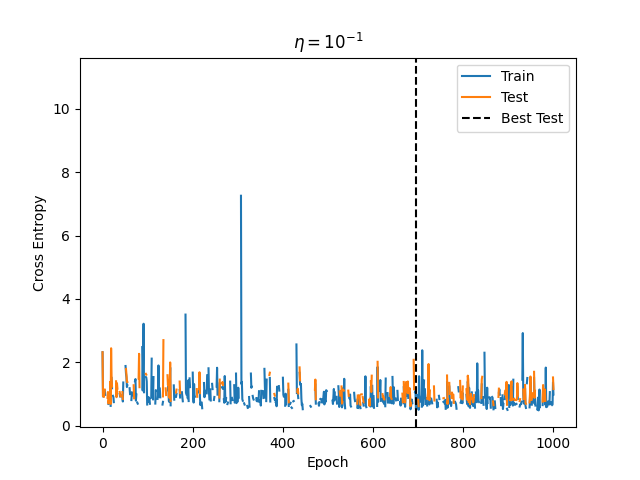 η = 10⁻¹
Train
Test
Best Test
Cross Entropy
10
8
6
4
2
0
0 200 400 600 800 1000
Epoch